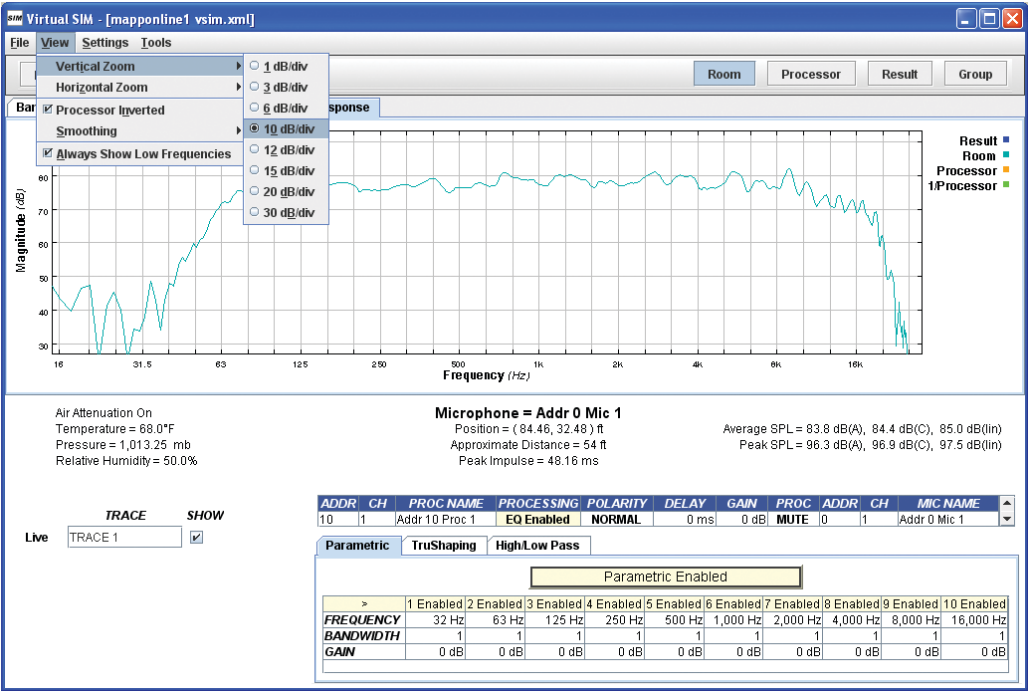 SIM Virtual SIM - [mapponline1 vsim.xml]
File View Settings Tools
Vertical Zoom
Horizontal Zoom
Processor Inverted
Smoothing
Always Show Low Frequencies
1 dB/div
3 dB/div
6 dB/div
10 dB/div
12 dB/div
15 dB/div
20 dB/div
30 dB/div
Room Processor Result Group
Result
Room
Processor
1/Processor
Magnitude (dB)
80
70
60
50
40
30
16 31.5 63 125 250 500 1K 2K 4K 8K 16K
Frequency (Hz)
Air Attenuation On
Temperature = 68.0°F
Pressure = 1,013.25 mb
Relative Humidity = 50.0%
Microphone = Addr 0 Mic 1
Position = ( 84.46, 32.48 ) ft
Approximate Distance = 54 ft
Peak Impulse = 48.16 ms
Average SPL = 83.8 dB(A), 84.4 dB(C), 85.0 dB(lin)
Peak SPL = 96.3 dB(A), 96.9 dB(C), 97.5 dB(lin)
TRACE SHOW
Live TRACE 1
ADDR CH PROC NAME PROCESSING POLARITY DELAY GAIN PROC ADDR CH MIC NAME
10 1 Addr 10 Proc 1 EQ Enabled NORMAL 0 ms 0 dB MUTE 0 1 Addr 0 Mic 1
Parametric TruShaping High/Low Pass
Parametric Enabled
> 1 Enabled 2 Enabled 3 Enabled 4 Enabled 5 Enabled 6 Enabled 7 Enabled 8 Enabled 9 Enabled 10 Enabled
FREQUENCY 32 Hz 63 Hz 125 Hz 250 Hz 500 Hz 1,000 Hz 2,000 Hz 4,000 Hz 8,000 Hz 16,000 Hz
BANDWIDTH 1 1 1 1 1 1 1 1 1 1
GAIN 0 dB 0 dB 0 dB 0 dB 0 dB 0 dB 0 dB 0 dB 0 dB 0 dB